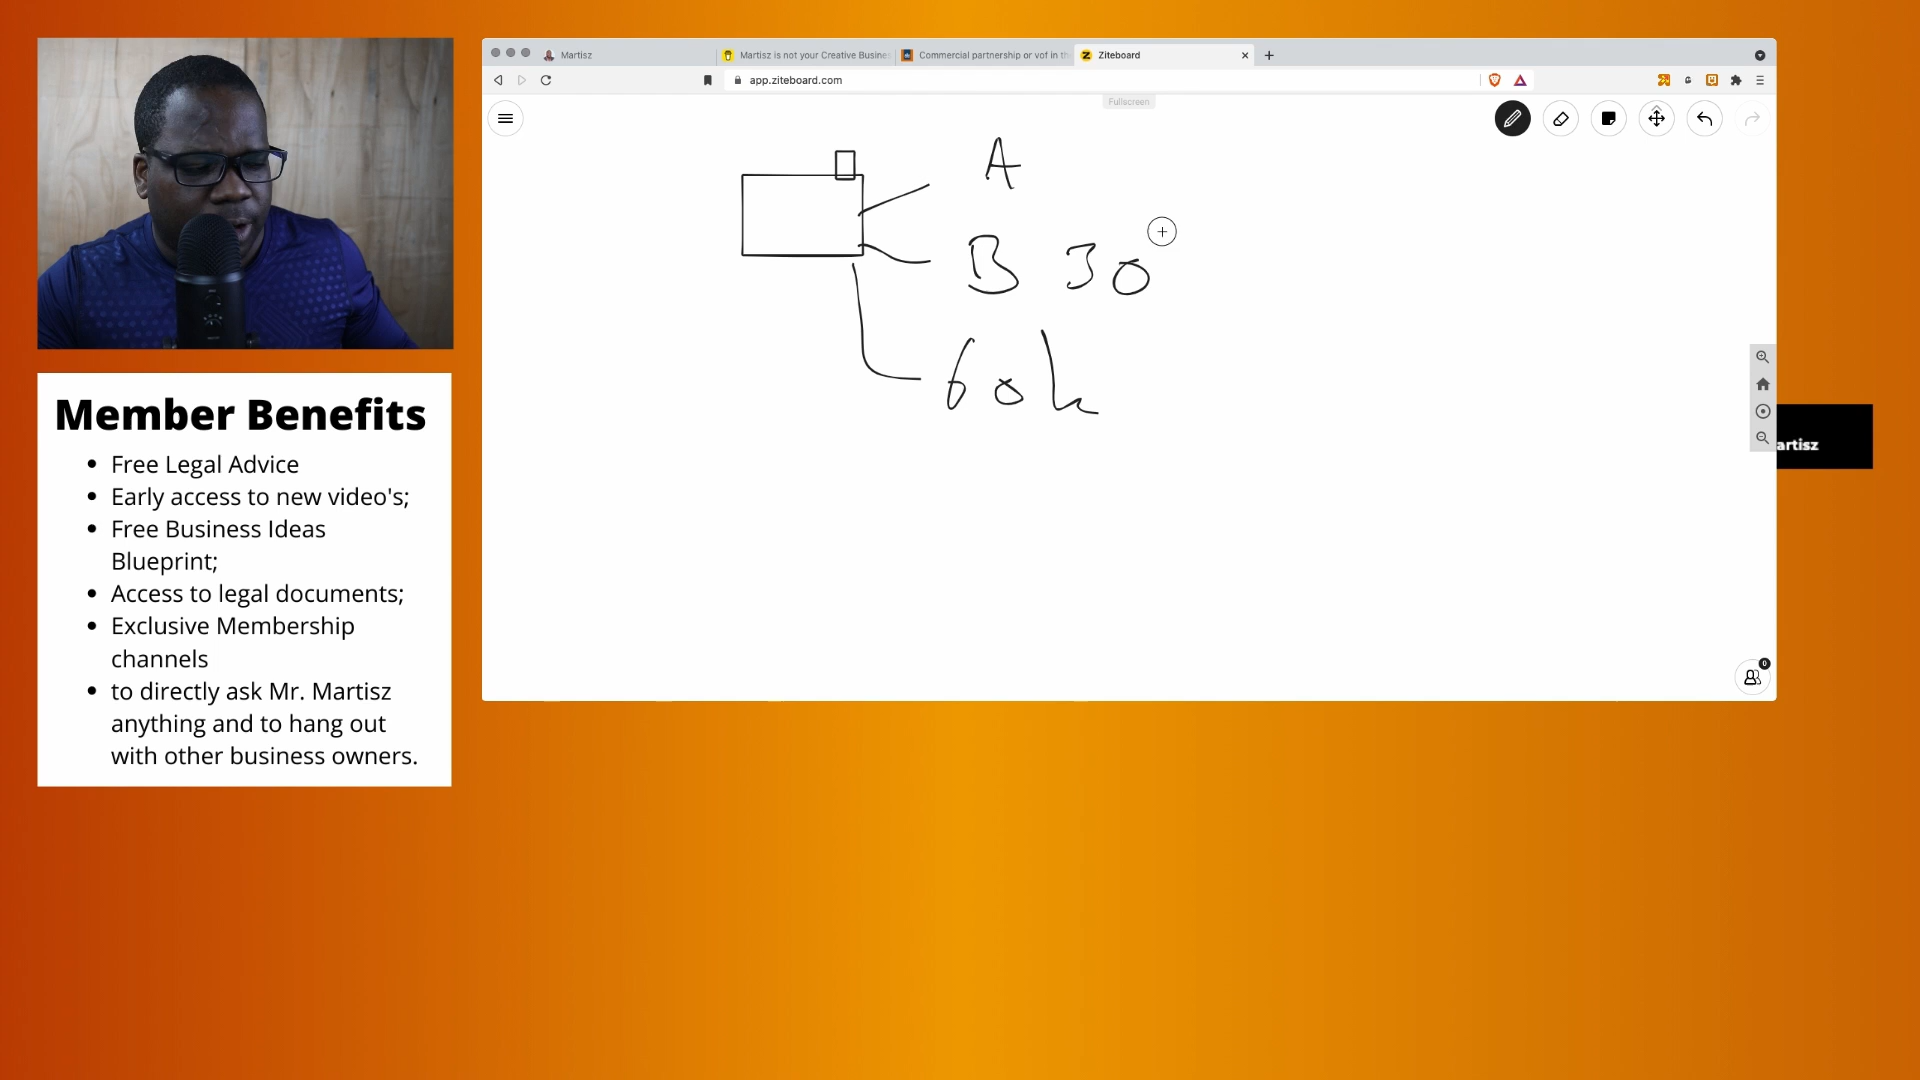 Martisz
Martisz is not your Creative Busine
Commercial partnership or vof in th
Ziteboard
app.ziteboard.com
Fullscreen
A
B 30
60k
Member Benefits
• Free Legal Advice
• Early access to new video's;
• Free Business Ideas
Blueprint;
• Access to legal documents;
• Exclusive Membership
channels
• to directly ask Mr. Martisz
anything and to hang out
with other business owners.
artisz
0